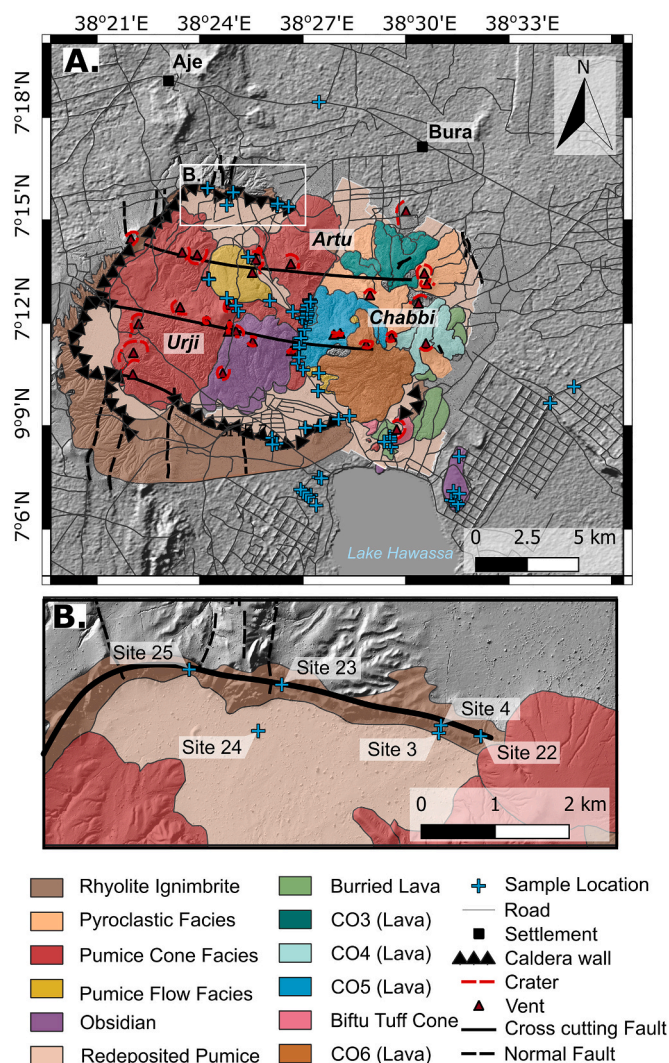 38°21'E 38°24'E 38°27'E 38°30'E 38°33'E
A.
Aje
N
7°18'N
Bura
B.
7°15'N
Artu
7°12'N
Chabbi
Urji
9°9'N
7°6'N
0 2.5 5 km
Lake Hawassa
B.
Site 25
Site 23
Site 4
Site 24
Site 3
Site 22
0 1 2 km
Rhyolite Ignimbrite
Pyroclastic Facies
Pumice Cone Facies
Pumice Flow Facies
Obsidian
Redeposited Pumice
Burried Lava
CO3 (Lava)
CO4 (Lava)
CO5 (Lava)
Biftu Tuff Cone
CO6 (Lava)
Sample Location
Road
Settlement
Caldera wall
Crater
Vent
Cross cutting Fault
Normal Fault